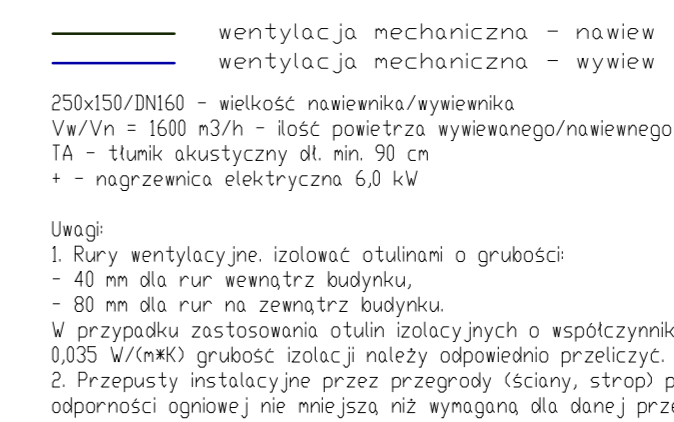 wentylacja mechaniczna - nawiew
wentylacja mechaniczna - wywiew
250x150/DN160 - wielkość nawiewnika/wywiewnika
Vw/Vn = 1600 m3/h - ilość powietrza wywiewanego/nawiewnego
TA - tłumik akustyczny dł. min. 90 cm
+ - nagrzewnica elektryczna 6,0 kW
Uwagi:
1. Rury wentylacyjne. izolować otulinami o grubości:
- 40 mm dla rur wewnątrz budynku,
- 80 mm dla rur na zewnątrz budynku.
W przypadku zastosowania otulin izolacyjnych o współczynnik
0,035 W/(m*K) grubość izolacji należy odpowiednio przeliczyć.
2. Przepusty instalacyjne przez przegrody (ściany, strop) p
odporności ogniowej nie mniejszą niż wymaganą dla danej prze